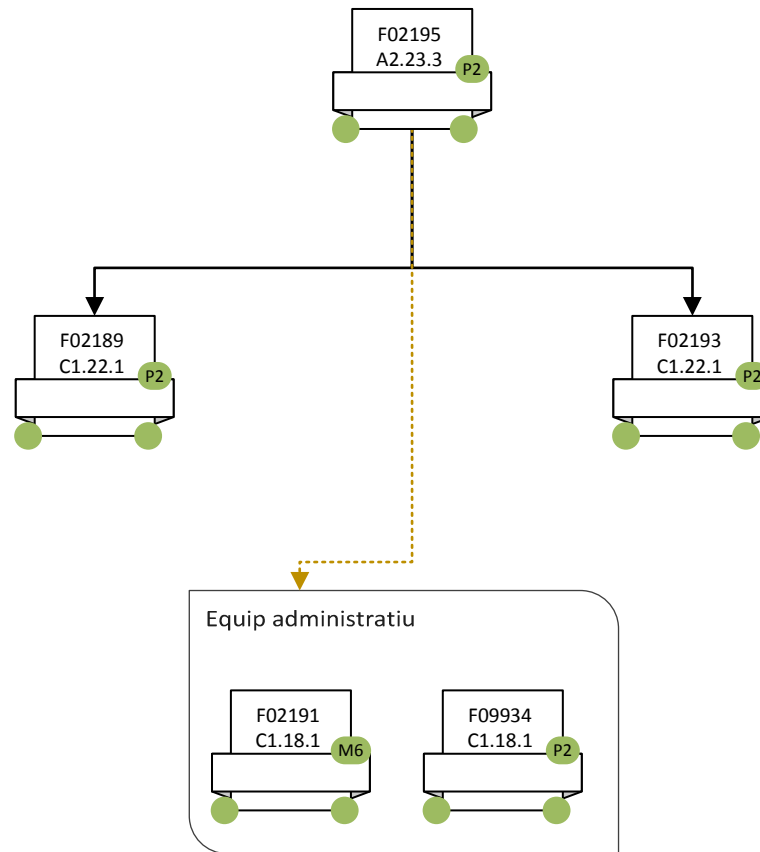 F02195
A2.23.3
P2
F02189
C1.22.1
P2
F02193
C1.22.1
P2
Equip administratiu
F02191
C1.18.1
M6
F09934
C1.18.1
P2